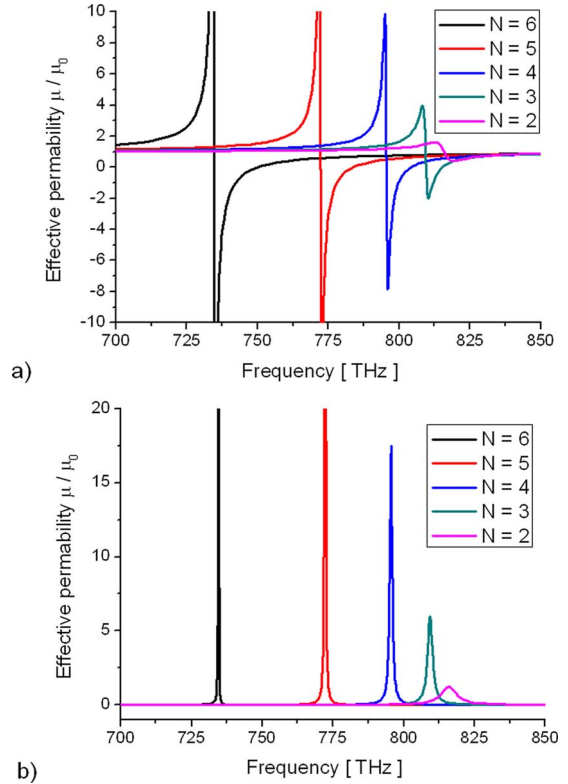 10
8
6
4
2
0
-2
-4
-6
-8
-10
Effective permability μ / μ0
N = 6
N = 5
N = 4
N = 3
N = 2
700 725 750 775 800 825 850
Frequency [ THz ]
a)
20
15
10
5
0
Effective permability μ / μ0
N = 6
N = 5
N = 4
N = 3
N = 2
700 725 750 775 800 825 850
Frequency [ THz ]
b)